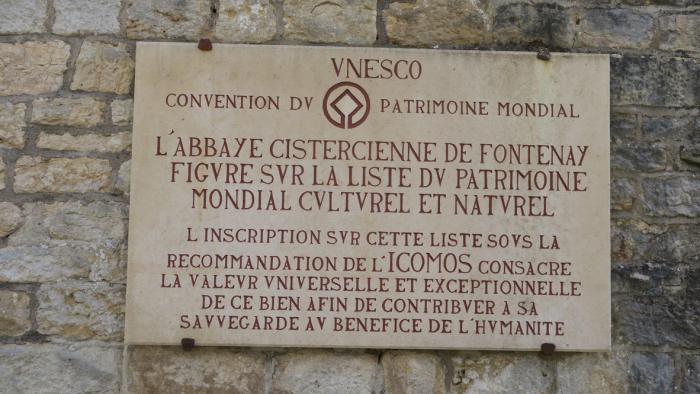 VNESCO
CONVENTION DV PATRIMOINE MONDIAL
L'ABBAYE CISTERCIENNE DE FONTENAY
FIGVRE SVR LA LISTE DV PATRIMOINE
MONDIAL CVLTVREL ET NATVREL
L INSCRIPTION SVR CETTE LISTE SOVS LA
RECOMMANDATION DE L'ICOMOS CONSACRE
LA VALEVR VNIVERSELLE ET EXCEPTIONNELLE
DE CE BIEN AFIN DE CONTRIBVER A SA
SAVVEGARDE AV BENEFICE DE L'HVMANITE